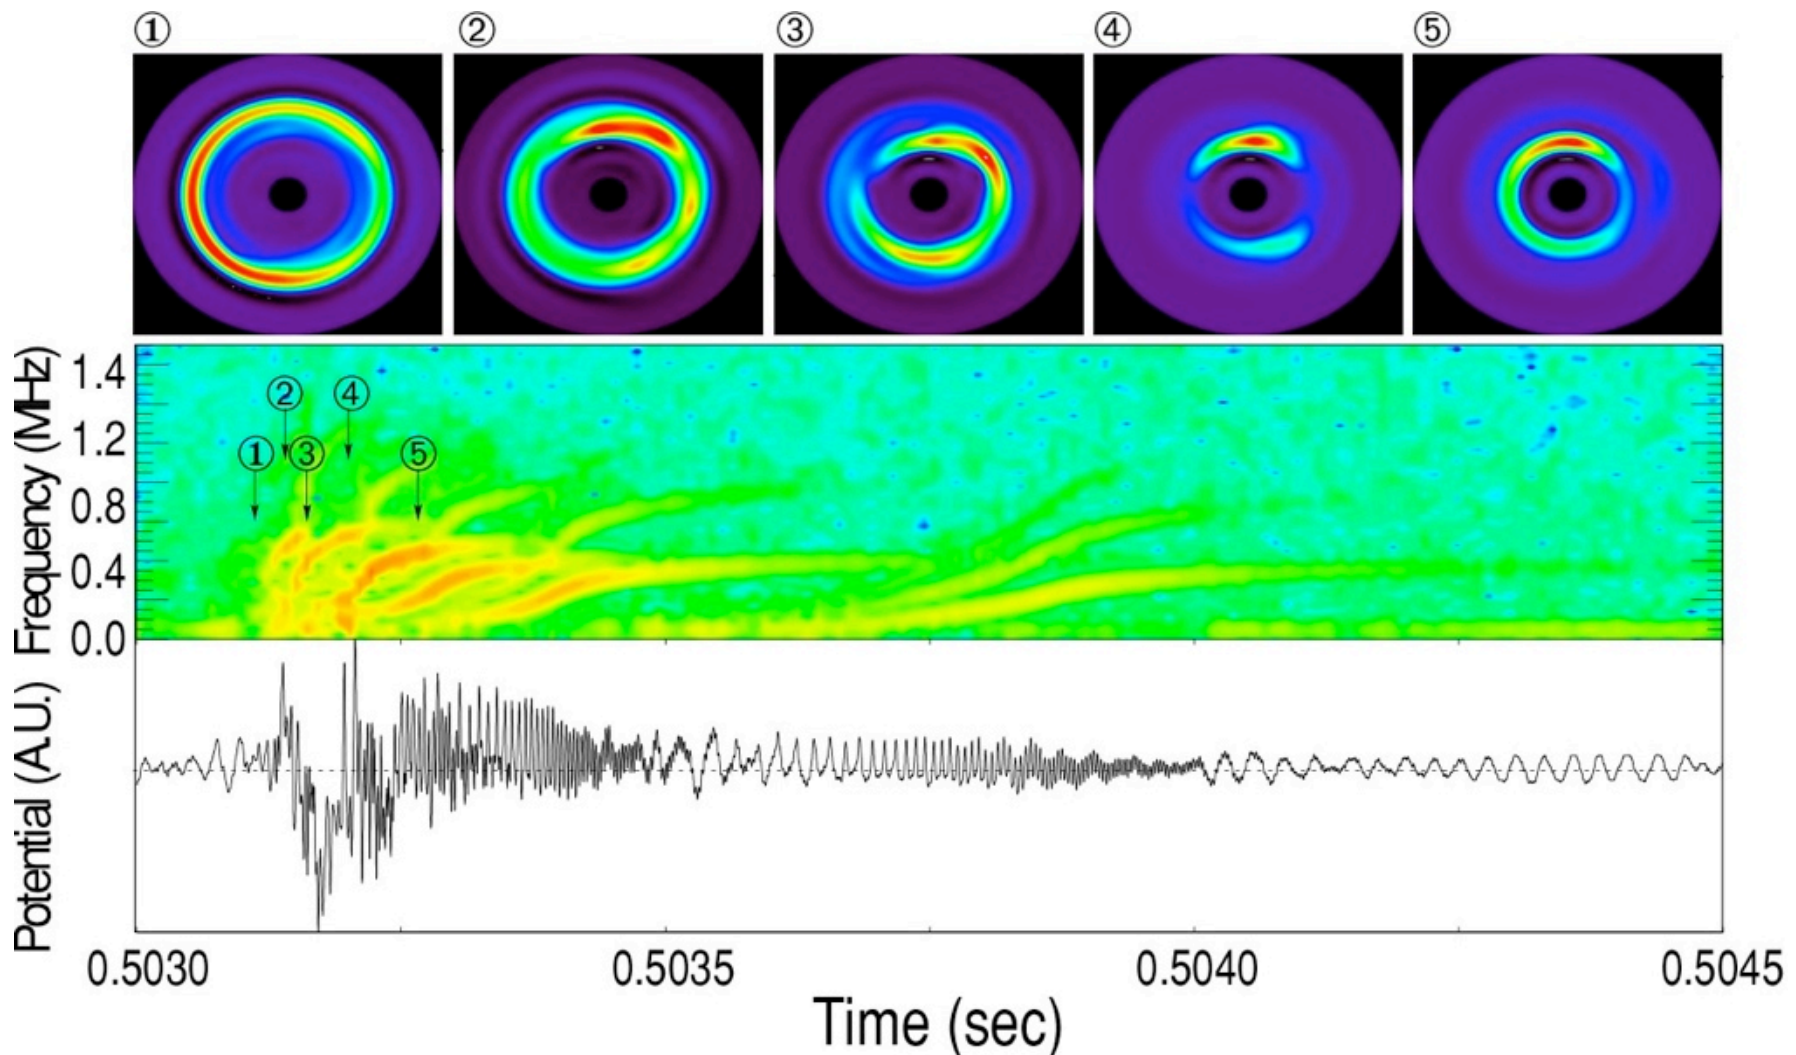 ① ② ③ ④ ⑤
Frequency (MHz)
1.4
1.2
0.8
0.4
0.0
② ④
① ③ ⑤
Potential (A.U.)
0.5030 0.5035 0.5040 0.5045
Time (sec)